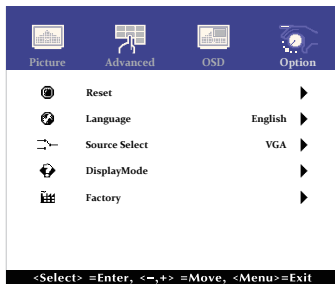 Picture Advanced OSD Option
Reset
Language English
Source Select VGA
DisplayMode
Factory
<Select> =Enter, <−,+> =Move, <Menu>=Exit